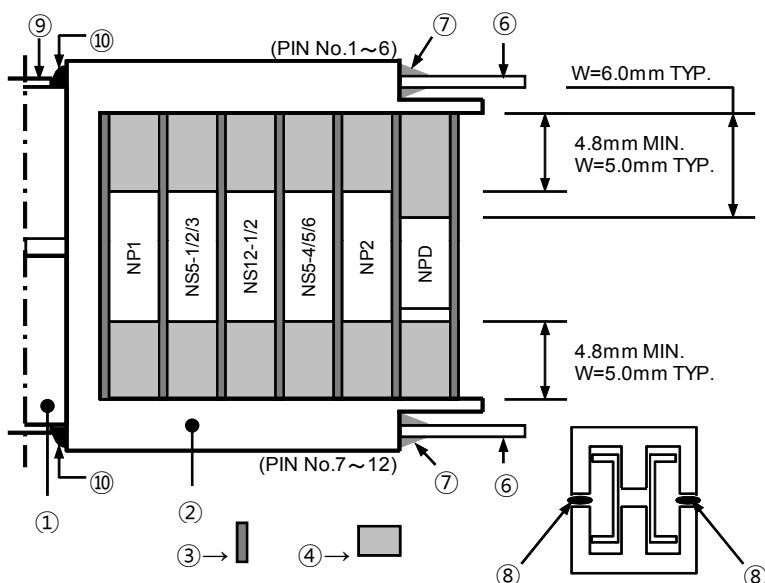 ⑨
⑩
(PIN No.1～6)
⑦
⑥
W=6.0mm TYP.
4.8mm MIN.
W=5.0mm TYP.
NP1
NS5-1/2/3
NS12-1/2
NS5-4/5/6
NP2
NPD
4.8mm MIN.
W=5.0mm TYP.
⑩
(PIN No.7～12)
⑦
⑥
①
②
③→
④→
⑧
⑧